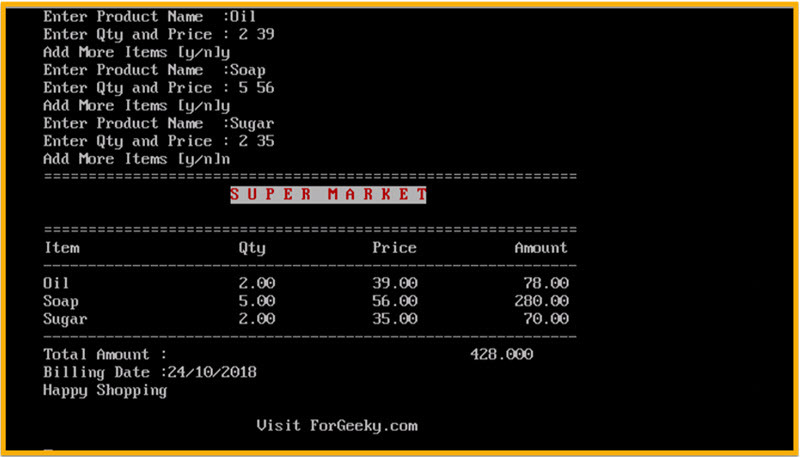 Enter Product Name  :Oil
Enter Qty and Price : 2 39
Add More Items [y/n]y
Enter Product Name  :Soap
Enter Qty and Price : 5 56
Add More Items [y/n]y
Enter Product Name  :Sugar
Enter Qty and Price : 2 35
Add More Items [y/n]n
============================================================
S U P E R  M A R K E T
============================================================
Item Qty Price Amount
------------------------------------------------------------
Oil 2.00 39.00 78.00
Soap 5.00 56.00 280.00
Sugar 2.00 35.00 70.00
------------------------------------------------------------
Total Amount : 428.000
Billing Date :24/10/2018
Happy Shopping
Visit ForGeeky.com